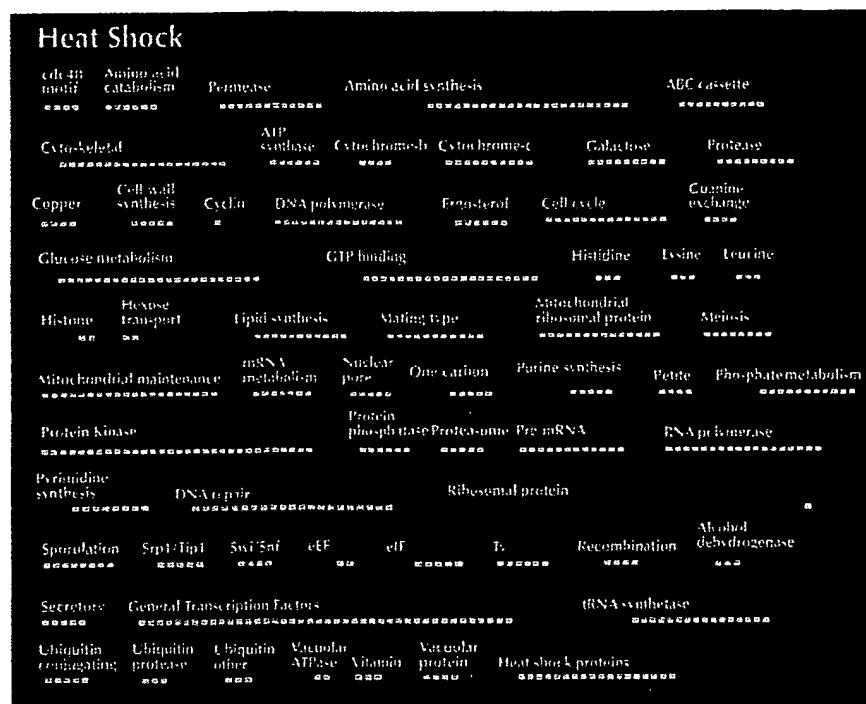 Heat Shock
cdc48 motif
Amino acid catabolism
Permease
Amino acid synthesis
ABC cassette
Cyto-skeletal
ATP synthase
Cytochrome-b
Cytochrome-c
Galactose
Protease
Copper
Cell wall synthesis
Cyclin
DNA polymerase
Ergosterol
Cell cycle
Guanine exchange
Glucose metabolism
GTP binding
Histidine
Lysine
Leucine
Histone
Hexose transport
Lipid synthesis
Mating type
Mitochondrial ribosomal protein
Meiosis
Mitochondrial maintenance
mRNA metabolism
Nuclear pore
One carbon
Purine synthesis
Petite
Phosphate metabolism
Protein Kinase
Protein phosphatase
Proteasome
Pre mRNA
RNA polymerase
Pyrimidine synthesis
DNA repair
Ribosomal protein
Sporulation
Srp1/Tip1
Swi/Snf
eEF
eIF
Ty
Recombination
Alcohol dehydrogenase
Secretory
General Transcription Factors
tRNA synthetase
Ubiquitin conjugating
Ubiquitin protease
Ubiquitin other
Vacuolar ATPase
Vitamin
Vacuolar protein
Heat shock proteins